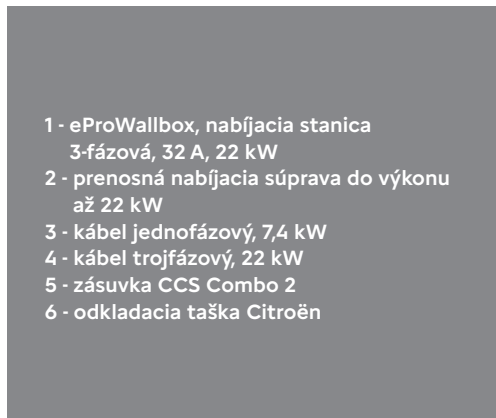 1 - eProWallbox, nabíjacia stanica
3-fázová, 32 A, 22 kW
2 - prenosná nabíjacia súprava do výkonu
až 22 kW
3 - kábel jednofázový, 7,4 kW
4 - kábel trojfázový, 22 kW
5 - zásuvka CCS Combo 2
6 - odkladacia taška Citroën